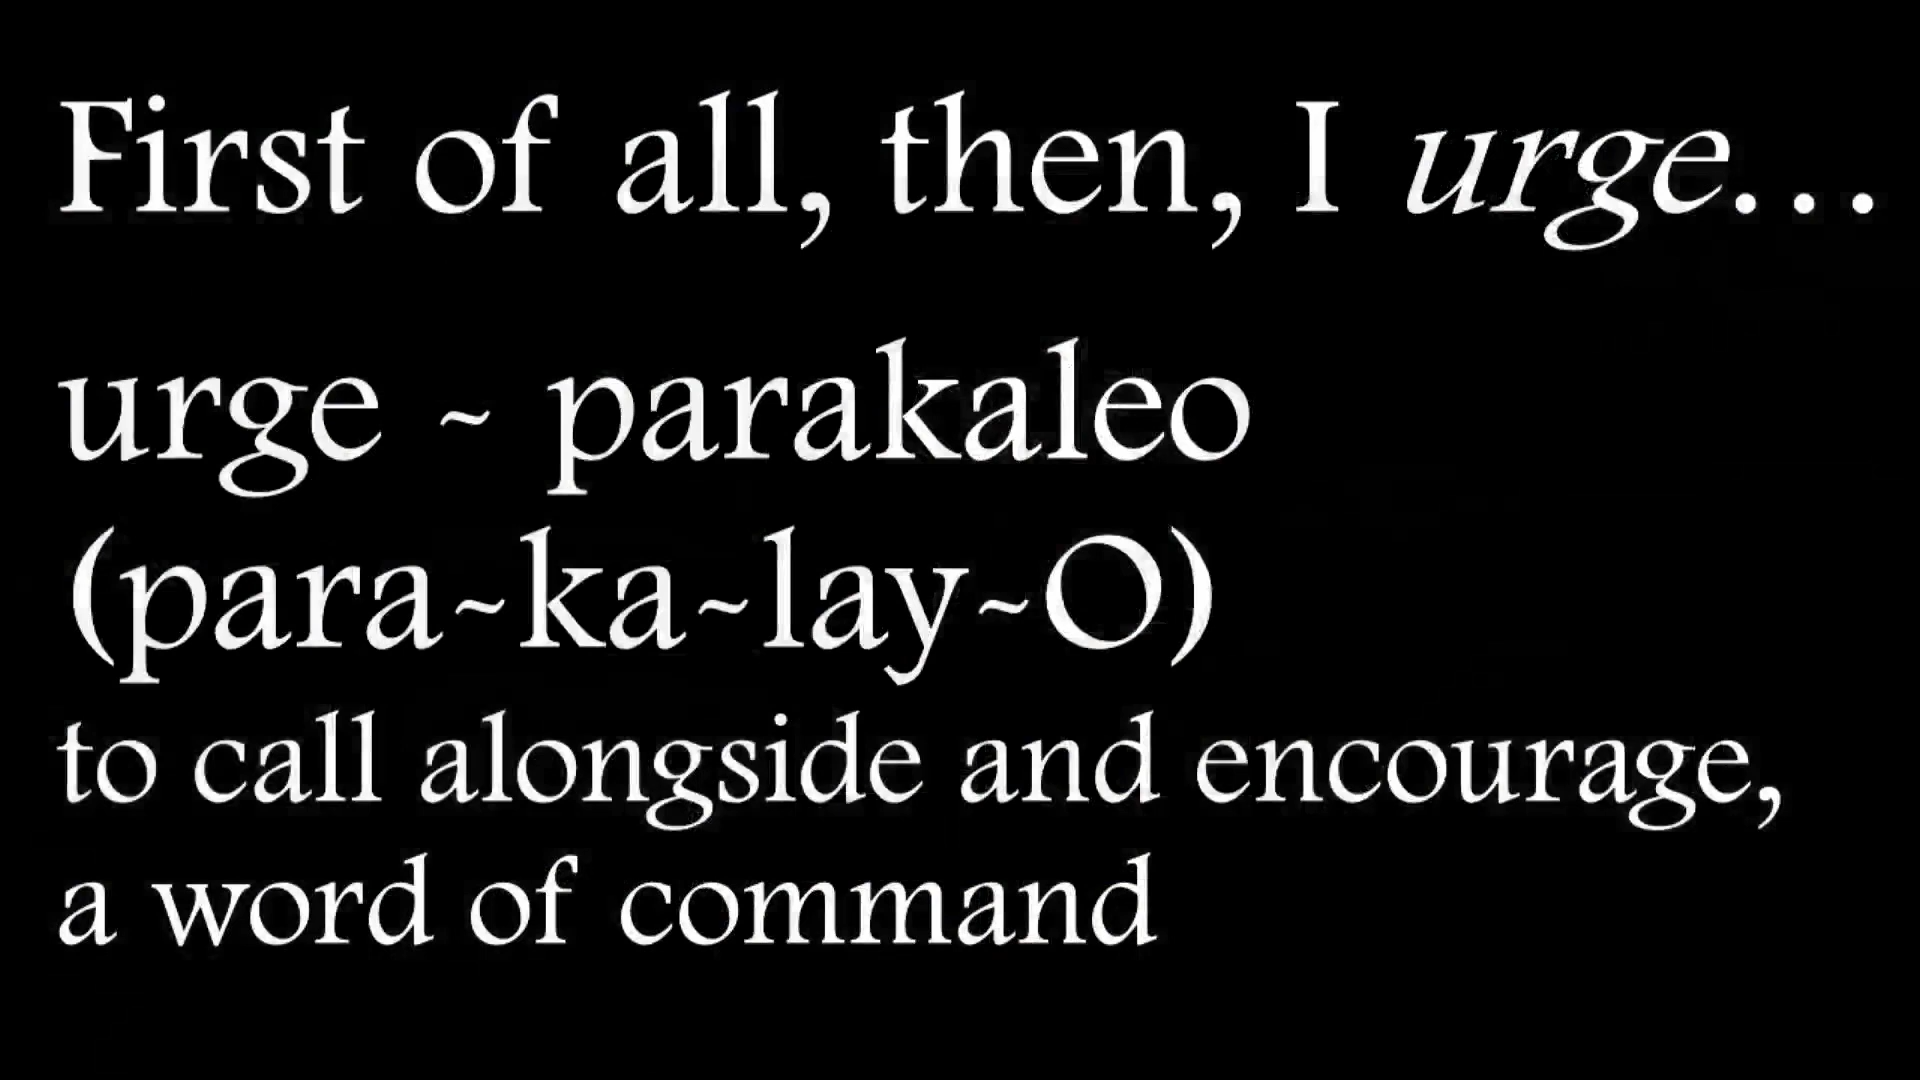 First of all, then, I urge...
urge ~ parakaleo
(para~ka~lay~O)
to call alongside and encourage,
a word of command